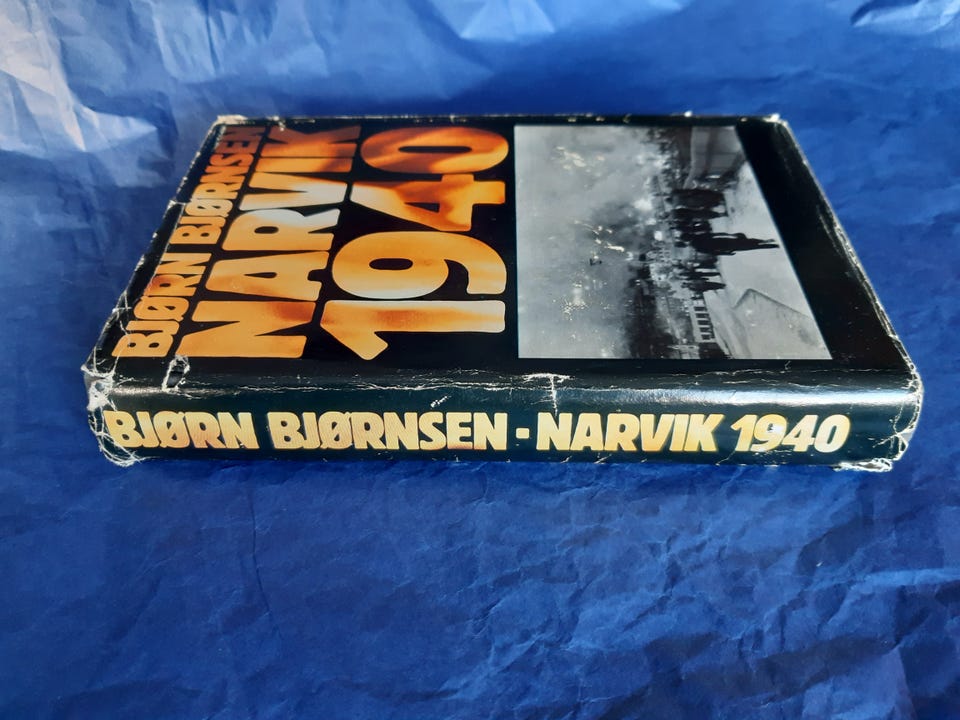 BJØRN BJØRNSEN
NARVIK
1940
BJØRN BJØRNSEN · NARVIK 1940